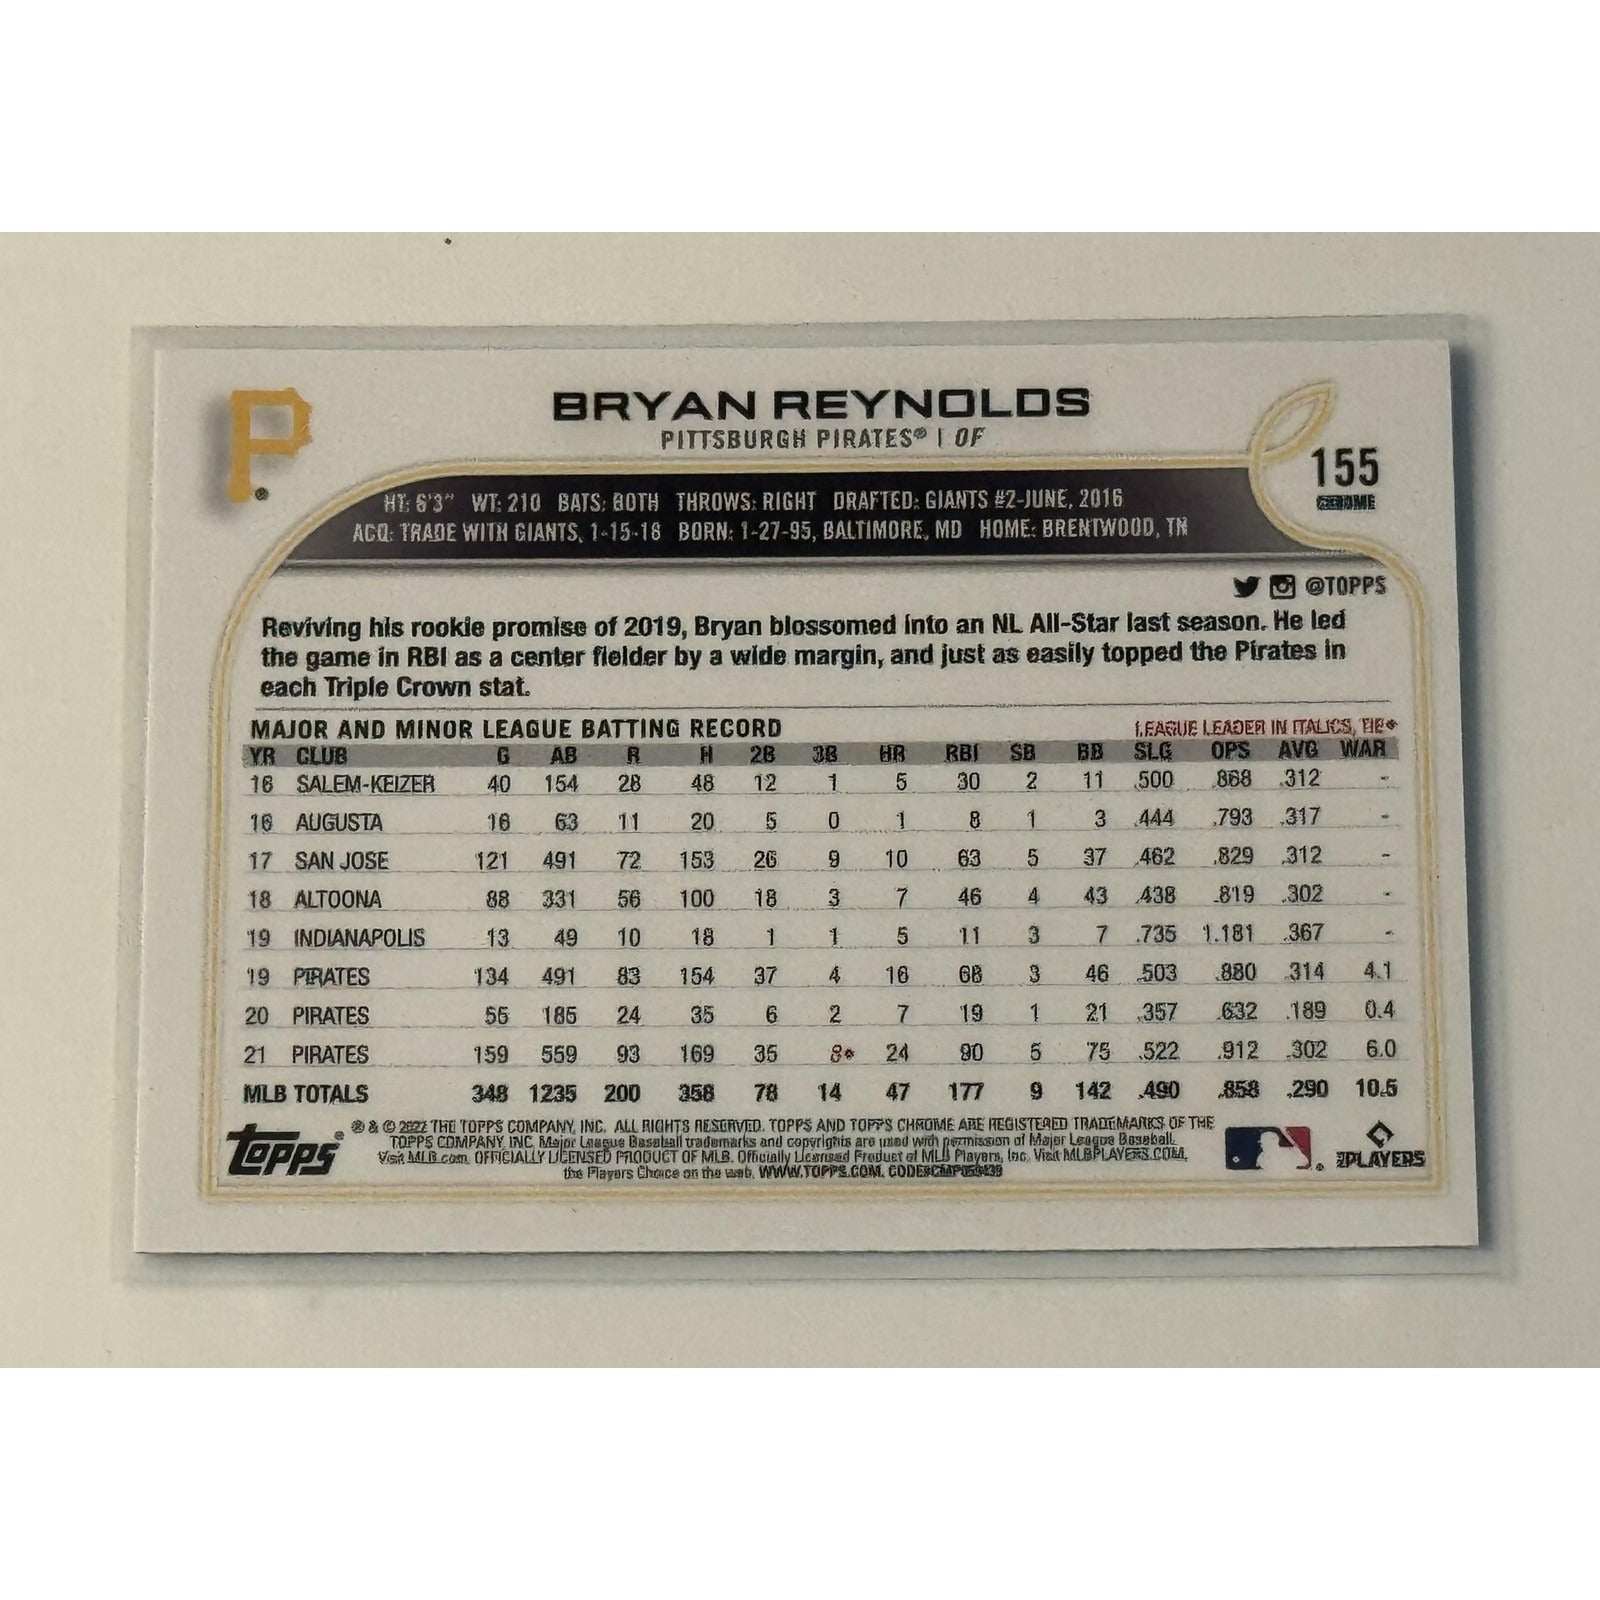 P
BRYAN REYNOLDS
PITTSBURGH PIRATES® | OF
155
CHROME
HT: 6'3" WT: 210 BATS: BOTH THROWS: RIGHT DRAFTED: GIANTS #2-JUNE, 2016
ACQ: TRADE WITH GIANTS, 1-15-18 BORN: 1-27-95, BALTIMORE, MD HOME: BRENTWOOD, TN
@TOPPS
Reviving his rookie promise of 2019, Bryan blossomed into an NL All-Star last season. He led
the game in RBI as a center fielder by a wide margin, and just as easily topped the Pirates in
each Triple Crown stat.
MAJOR AND MINOR LEAGUE BATTING RECORD LEAGUE LEADER IN ITALICS, TIE*
YR CLUB G AB R H 2B 3B HR RBI SB BB SLG OPS AVG WAR
16 SALEM-KEIZER 40 154 28 48 12 1 5 30 2 11 .500 .868 .312 -
16 AUGUSTA 16 63 11 20 5 0 1 8 1 3 .444 .793 .317 -
17 SAN JOSE 121 491 72 153 26 9 10 63 5 37 .462 .829 .312 -
18 ALTOONA 88 331 56 100 18 3 7 46 4 43 .438 .819 .302 -
19 INDIANAPOLIS 13 49 10 18 1 1 5 11 3 7 .735 1.181 .367 -
19 PIRATES 134 491 83 154 37 4 16 68 3 46 .503 .880 .314 4.1
20 PIRATES 55 185 24 35 6 2 7 19 1 21 .357 .632 .189 0.4
21 PIRATES 159 559 93 169 35 8* 24 90 5 75 .522 .912 .302 6.0
MLB TOTALS 348 1235 200 358 78 14 47 177 9 142 .490 .858 .290 10.5
Topps®
® & © 2022 THE TOPPS COMPANY, INC. ALL RIGHTS RESERVED. TOPPS AND TOPPS CHROME ARE REGISTERED TRADEMARKS OF THE
TOPPS COMPANY, INC. Major League Baseball trademarks and copyrights are used with permission of Major League Baseball.
Visit MLB.com. OFFICIALLY LICENSED PRODUCT OF MLB. Officially Licensed Product of MLB Players, Inc. Visit MLBPLAYERS.COM,
the Players Choice on the web. WWW.TOPPS.COM. CODE#CMP059439
PLAYERS